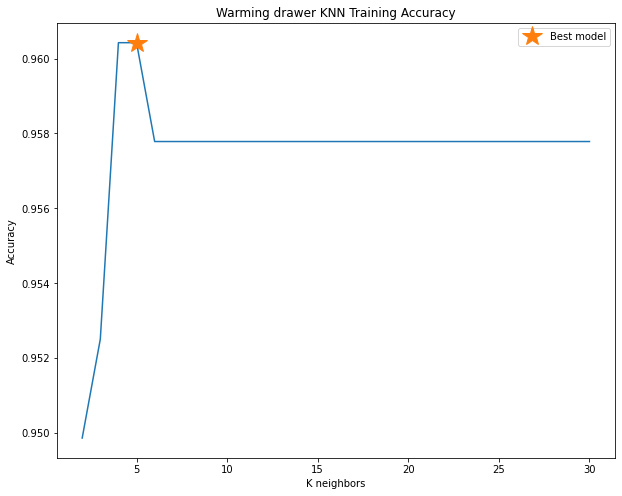 Warming drawer KNN Training Accuracy
Best model
0.960
0.958
0.956
0.954
0.952
0.950
Accuracy
5 10 15 20 25 30
K neighbors